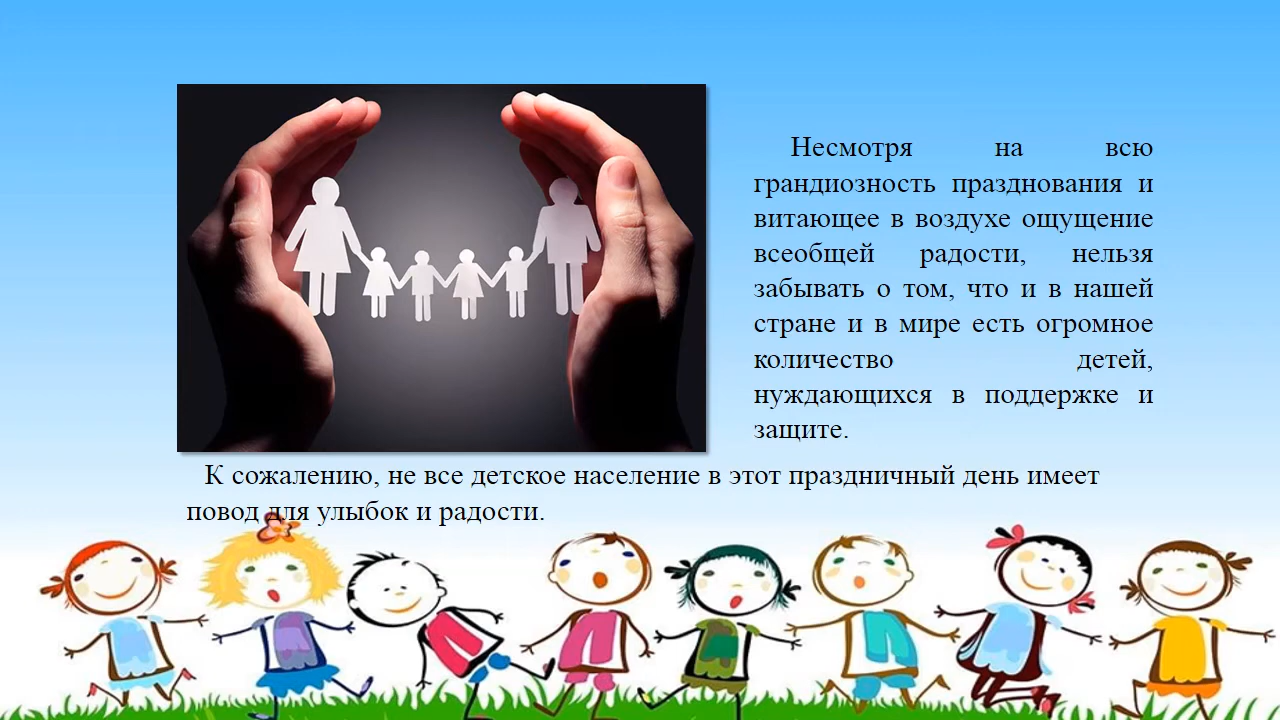 Несмотря на всю
грандиозность празднования и
витающее в воздухе ощущение
всеобщей радости, нельзя
забывать о том, что и в нашей
стране и в мире есть огромное
количество детей,
нуждающихся в поддержке и
защите.
К сожалению, не все детское население в этот праздничный день имеет
повод для улыбок и радости.